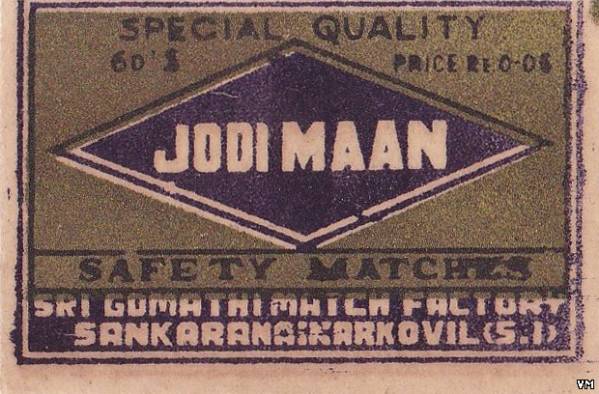 SPECIAL QUALITY
60'S PRICE RE 0-06
JODI MAAN
SAFETY MATCHES
SRI GOMATHI MATCH FACTORY
SANKARANAINARKOVIL (S.I)
VM